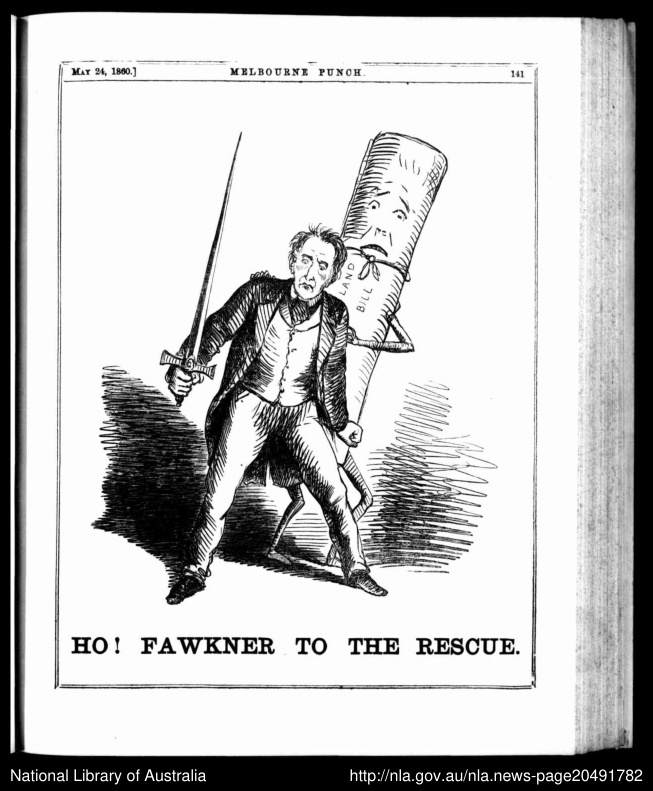 MAY 24, 1860.] MELBOURNE PUNCH. 141
LAND
BILL
HO! FAWKNER TO THE RESCUE.
National Library of Australia http://nla.gov.au/nla.news-page20491782